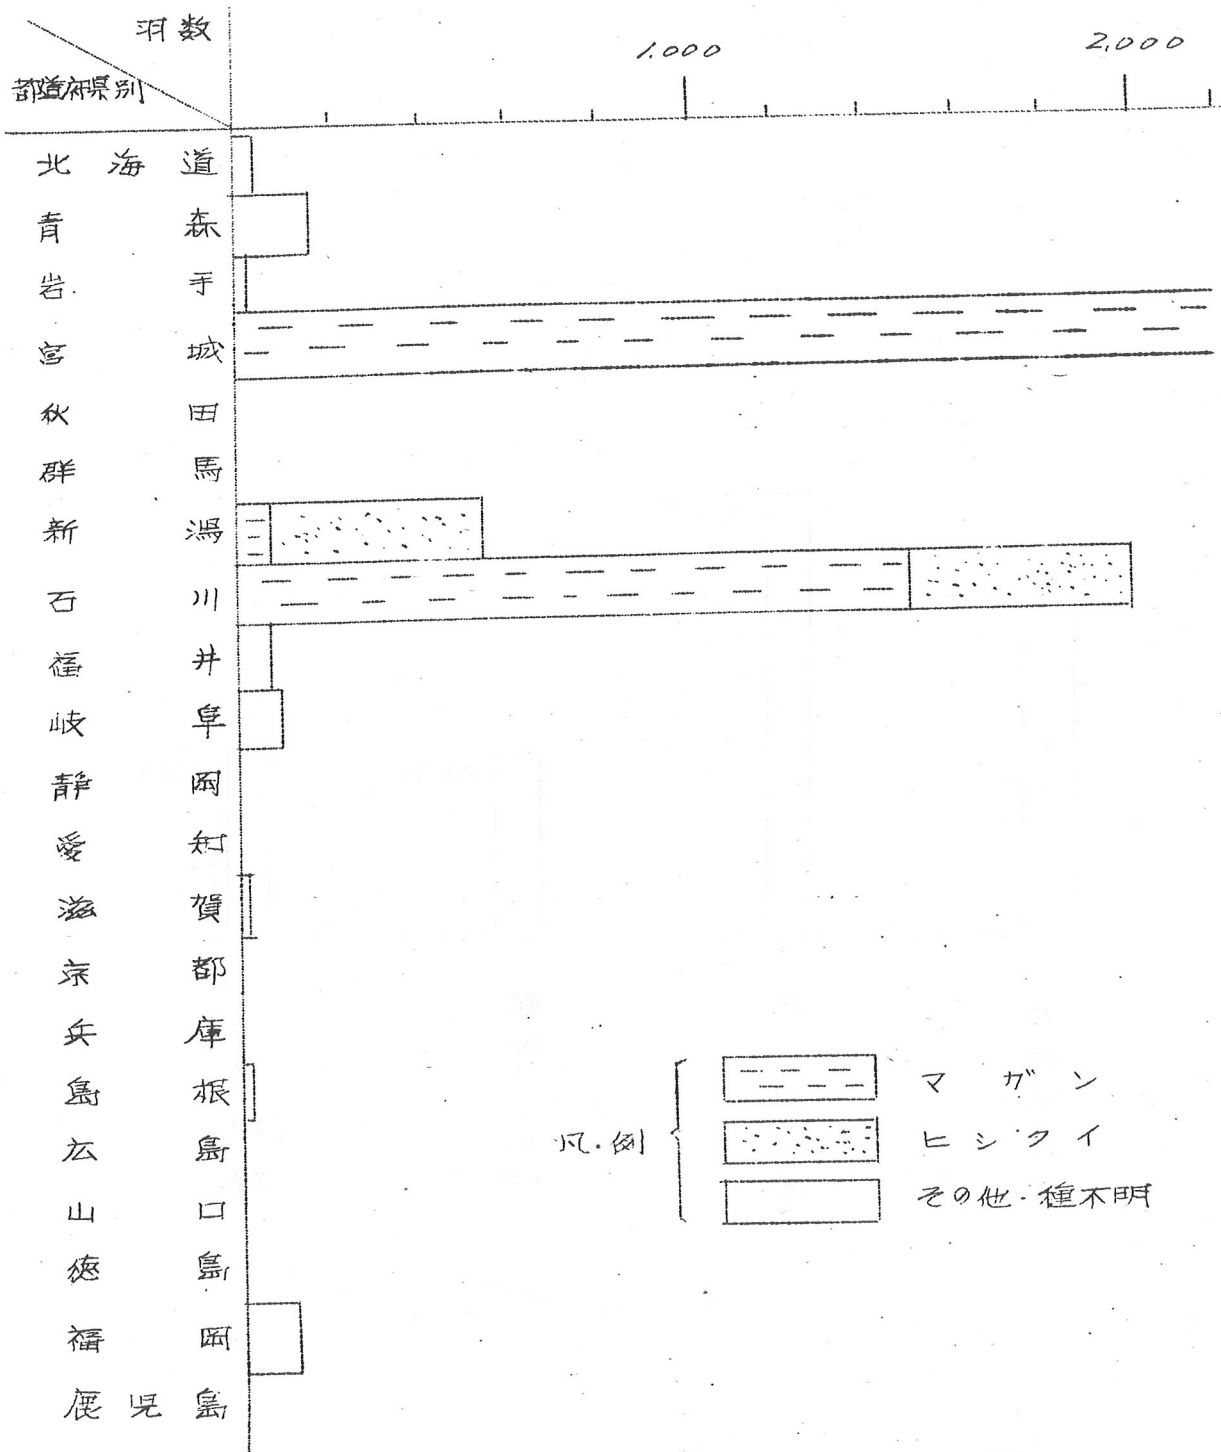 羽数
都道府県別
1,000
2,000
北海道
青森
岩手
宮城
秋田
群馬
新潟
石川
福井
岐阜
静岡
愛知
滋賀
京都
兵庫
島根
広島
山口
徳島
福岡
鹿児島
凡・例
マガン
ヒシクイ
その他・種不明